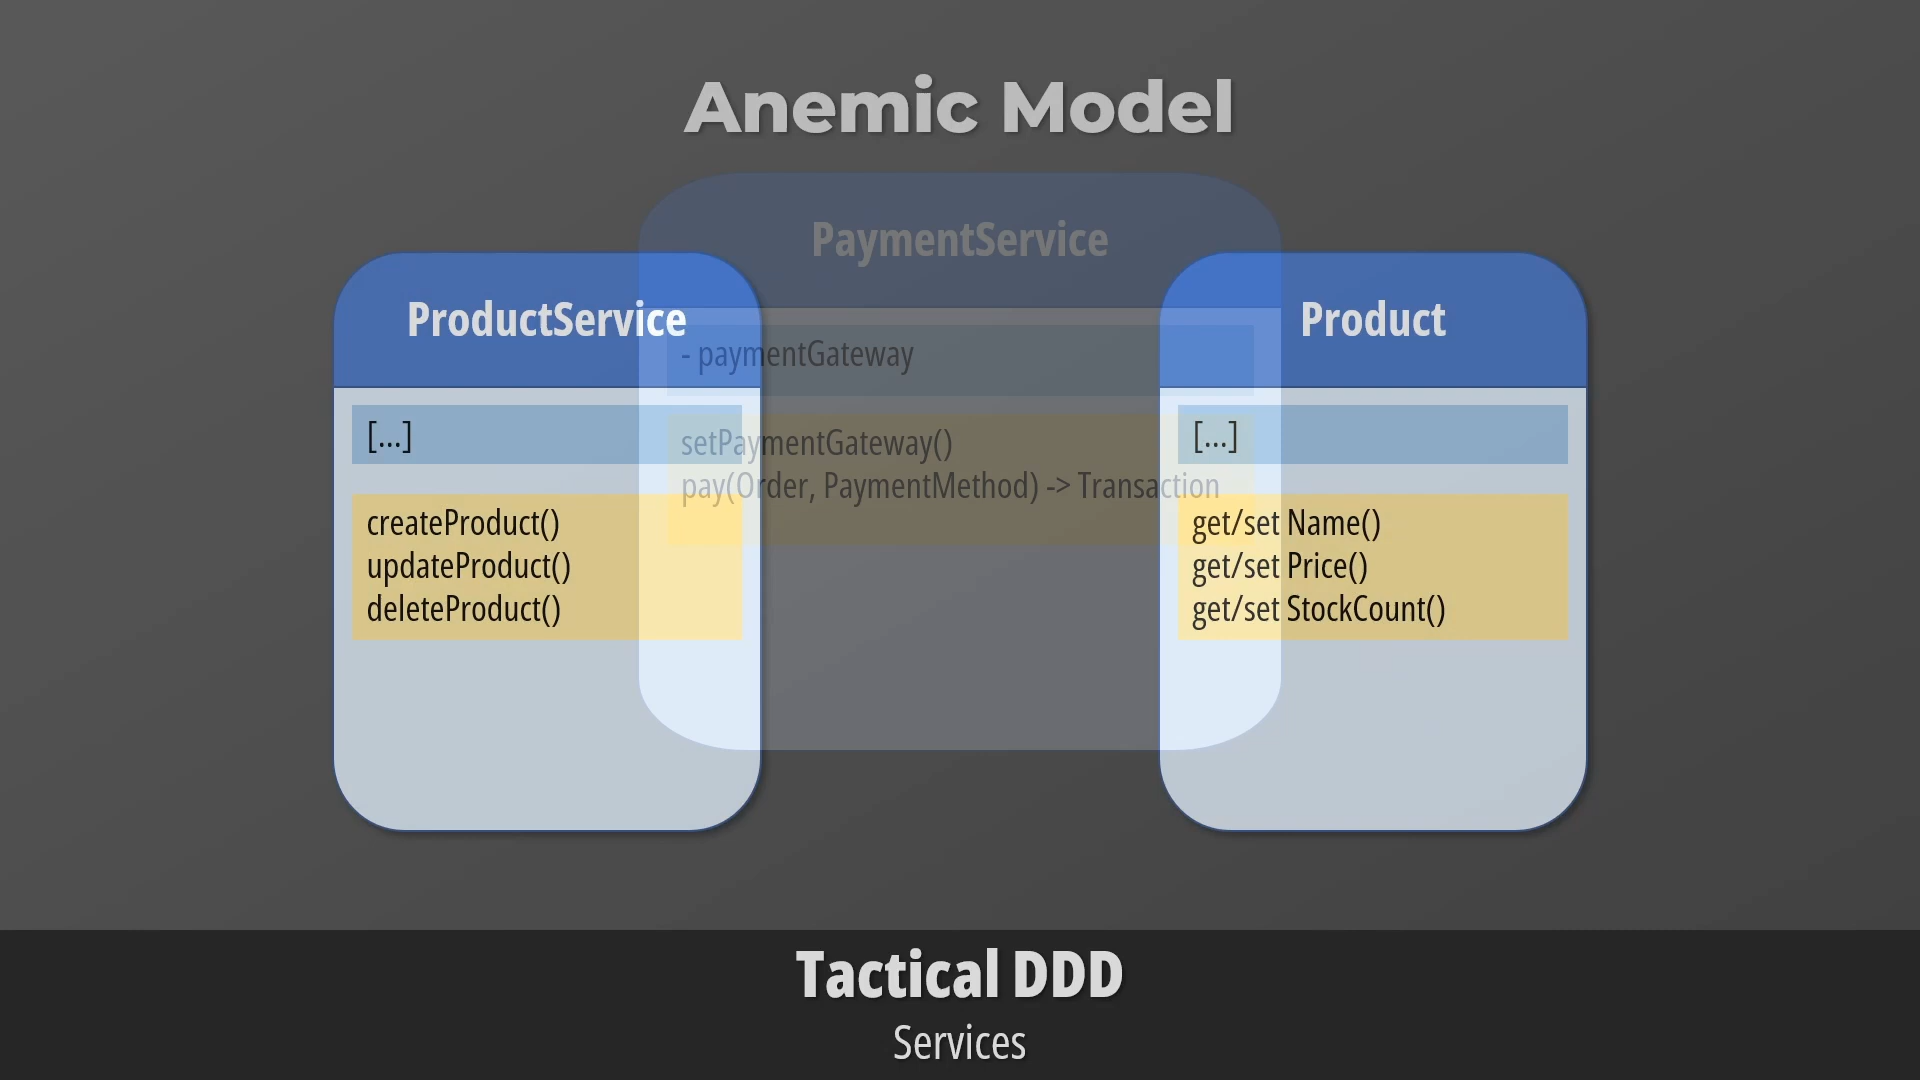 Anemic Model
PaymentService
- paymentGateway
setPaymentGateway()
pay(Order, PaymentMethod) -> Transaction
ProductService
[...]
createProduct()
updateProduct()
deleteProduct()
Product
[...]
get/set Name()
get/set Price()
get/set StockCount()
Tactical DDD
Services